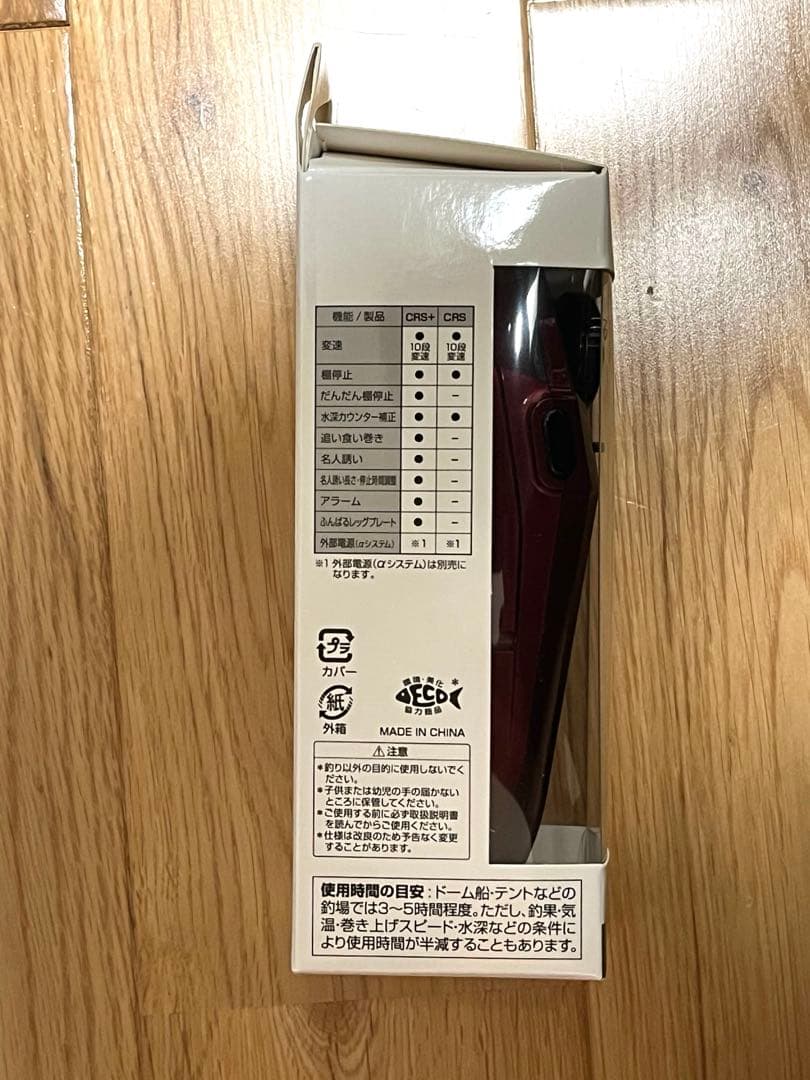 機能/製品 CRS+ CRS
変速 ●10段変速 ●10段変速
棚停止 ● ●
だんだん棚停止 ● −
水深カウンター補正 ● ●
追い食い巻き ● −
名人誘い ● −
名人誘い長さ・停止時間調整 ● −
アラーム ● −
ふんばるレッグプレート ● −
外部電源(αシステム) ※1 ※1
※1 外部電源(αシステム)は別売に
なります。
プラ
カバー
紙
外箱
環境・美化*
ECO
協力商品
MADE IN CHINA
⚠注意
*釣り以外の目的に使用しないでく
ださい。
*子供または幼児の手の届かない
ところに保管してください。
*ご使用する前に必ず取扱説明書
を読んでからご使用ください。
*仕様は改良のため予告なく変更
することがあります。
使用時間の目安:ドーム船・テントなどの
釣場では3〜5時間程度。ただし、釣果・気
温・巻き上げスピード・水深などの条件に
より使用時間が半減することもあります。